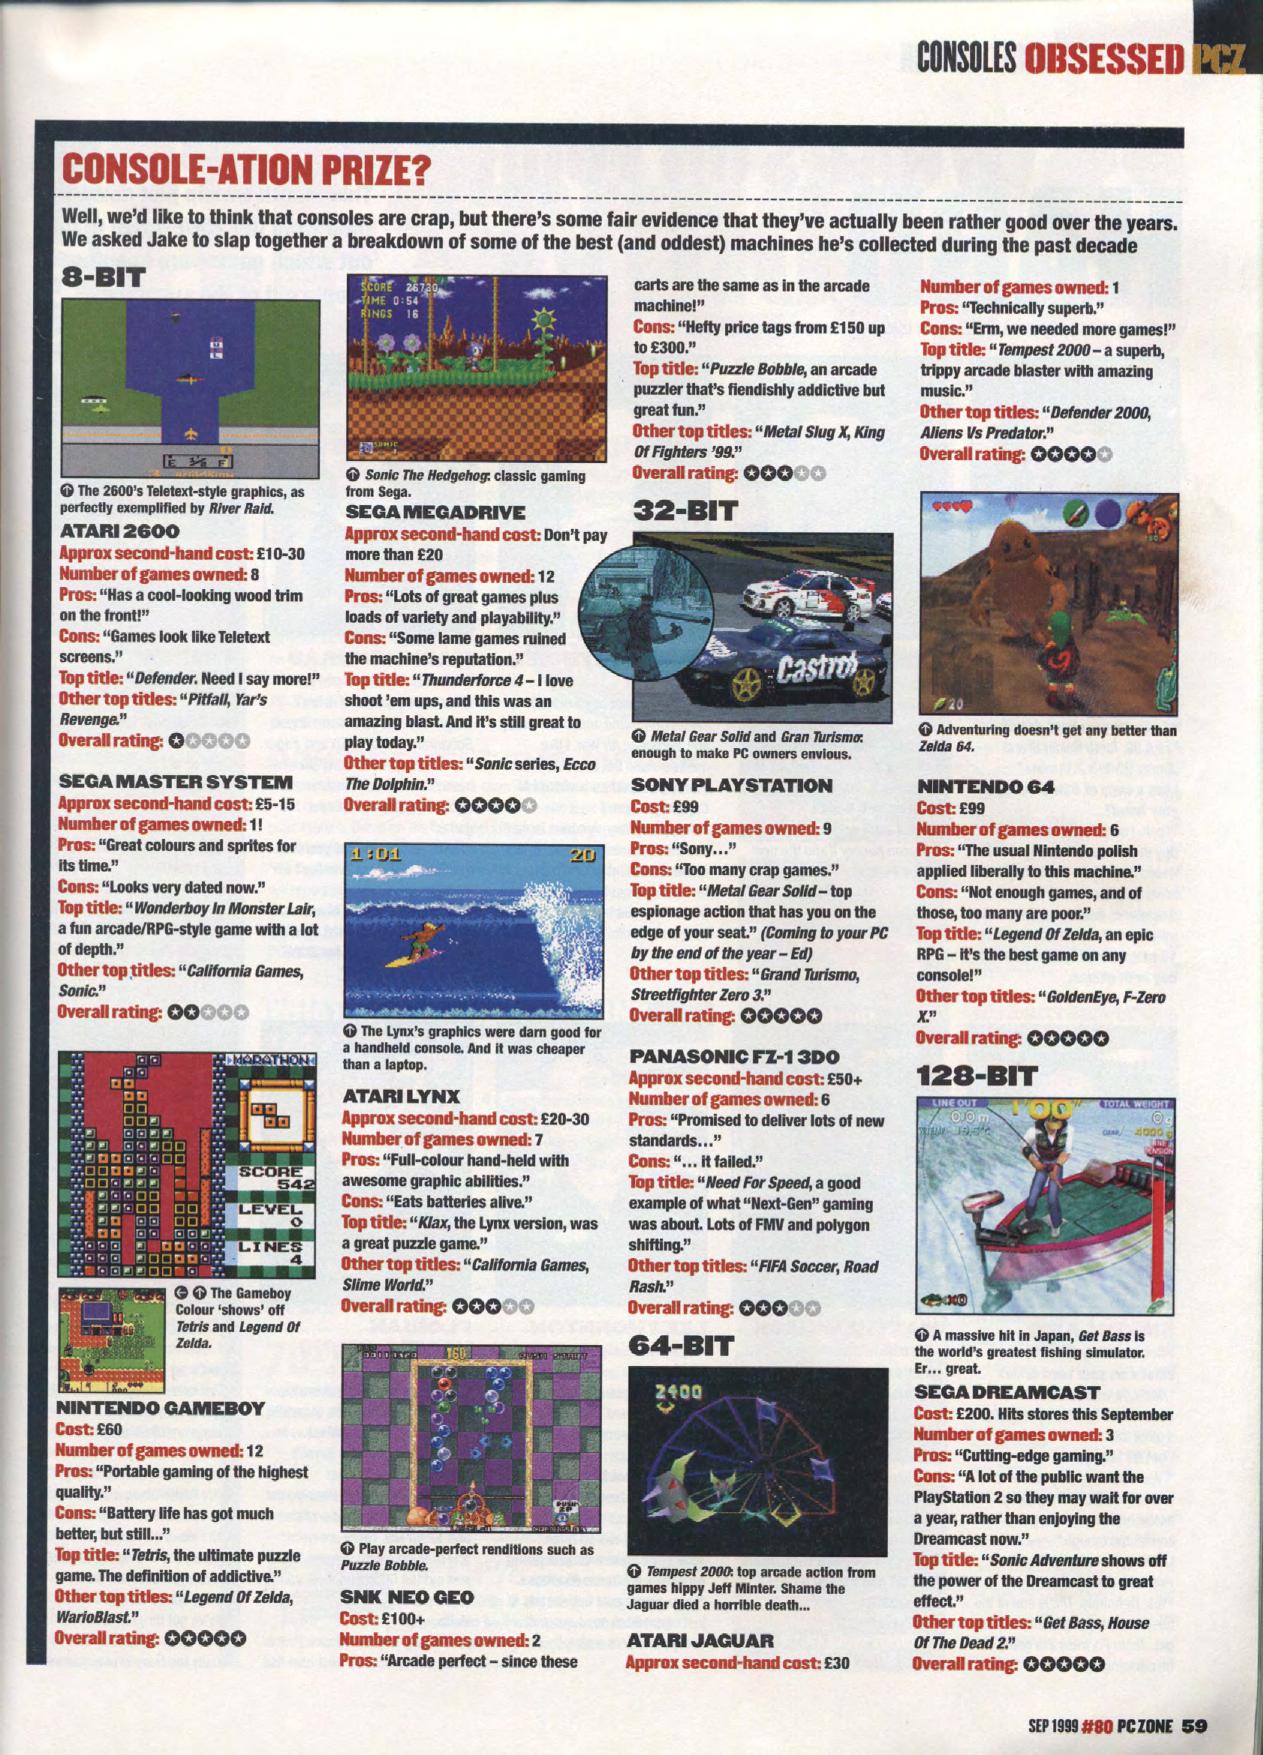 CONSOLES OBSESSED PCZ
CONSOLE-ATION PRIZE?
Well, we'd like to think that consoles are crap, but there's some fair evidence that they've actually been rather good over the years.
We asked Jake to slap together a breakdown of some of the best (and oddest) machines he's collected during the past decade
8-BIT
E ½ F
The 2600's Teletext-style graphics, as
perfectly exemplified by River Raid.
ATARI 2600
Approx second-hand cost: £10-30
Number of games owned: 8
Pros: “Has a cool-looking wood trim
on the front!”
Cons: “Games look like Teletext
screens.”
Top title: “Defender. Need I say more!”
Other top titles: “Pitfall, Yar's
Revenge.”
Overall rating:
SEGA MASTER SYSTEM
Approx second-hand cost: £5-15
Number of games owned: 1!
Pros: “Great colours and sprites for
its time.”
Cons: “Looks very dated now.”
Top title: “Wonderboy In Monster Lair,
a fun arcade/RPG-style game with a lot
of depth.”
Other top titles: “California Games,
Sonic.”
Overall rating:
MARATHON
SCORE
542
LEVEL
0
LINES
4
The Gameboy
Colour ‘shows’ off
Tetris and Legend Of
Zelda.
NINTENDO GAMEBOY
Cost: £60
Number of games owned: 12
Pros: “Portable gaming of the highest
quality.”
Cons: “Battery life has got much
better, but still...”
Top title: “Tetris, the ultimate puzzle
game. The definition of addictive.”
Other top titles: “Legend Of Zelda,
WarioBlast.”
Overall rating:
SCORE 26730
TIME 0:54
RINGS 16
SONIC
Sonic The Hedgehog: classic gaming
from Sega.
SEGA MEGADRIVE
Approx second-hand cost: Don't pay
more than £20
Number of games owned: 12
Pros: “Lots of great games plus
loads of variety and playability.”
Cons: “Some lame games ruined
the machine's reputation.”
Top title: “Thunderforce 4 – I love
shoot 'em ups, and this was an
amazing blast. And it's still great to
play today.”
Other top titles: “Sonic series, Ecco
The Dolphin.”
Overall rating:
1:01 20
The Lynx's graphics were darn good for
a handheld console. And it was cheaper
than a laptop.
ATARI LYNX
Approx second-hand cost: £20-30
Number of games owned: 7
Pros: “Full-colour hand-held with
awesome graphic abilities.”
Cons: “Eats batteries alive.”
Top title: “Klax, the Lynx version, was
a great puzzle game.”
Other top titles: “California Games,
Slime World.”
Overall rating:
160 PUSH START
Play arcade-perfect renditions such as
Puzzle Bobble.
SNK NEO GEO
Cost: £100+
Number of games owned: 2
Pros: “Arcade perfect – since these
carts are the same as in the arcade
machine!”
Cons: “Hefty price tags from £150 up
to £300.”
Top title: “Puzzle Bobble, an arcade
puzzler that's fiendishly addictive but
great fun.”
Other top titles: “Metal Slug X, King
Of Fighters '99.”
Overall rating:
32-BIT
Castrol
Metal Gear Solid and Gran Turismo:
enough to make PC owners envious.
SONY PLAYSTATION
Cost: £99
Number of games owned: 9
Pros: “Sony...”
Cons: “Too many crap games.”
Top title: “Metal Gear Solid – top
espionage action that has you on the
edge of your seat.” (Coming to your PC
by the end of the year – Ed)
Other top titles: “Grand Turismo,
Streetfighter Zero 3.”
Overall rating:
PANASONIC FZ-1 3DO
Approx second-hand cost: £50+
Number of games owned: 6
Pros: “Promised to deliver lots of new
standards...”
Cons: “... it failed.”
Top title: “Need For Speed, a good
example of what “Next-Gen” gaming
was about. Lots of FMV and polygon
shifting.”
Other top titles: “FIFA Soccer, Road
Rash.”
Overall rating:
64-BIT
2400
Tempest 2000: top arcade action from
games hippy Jeff Minter. Shame the
Jaguar died a horrible death...
ATARI JAGUAR
Approx second-hand cost: £30
Number of games owned: 1
Pros: “Technically superb.”
Cons: “Erm, we needed more games!”
Top title: “Tempest 2000 – a superb,
trippy arcade blaster with amazing
music.”
Other top titles: “Defender 2000,
Aliens Vs Predator.”
Overall rating:
20
Adventuring doesn't get any better than
Zelda 64.
NINTENDO 64
Cost: £99
Number of games owned: 6
Pros: “The usual Nintendo polish
applied liberally to this machine.”
Cons: “Not enough games, and of
those, too many are poor.”
Top title: “Legend Of Zelda, an epic
RPG – it's the best game on any
console!”
Other top titles: “GoldenEye, F-Zero
X.”
Overall rating:
128-BIT
LINE OUT TOTAL WEIGHT
A massive hit in Japan, Get Bass is
the world's greatest fishing simulator.
Er... great.
SEGA DREAMCAST
Cost: £200. Hits stores this September
Number of games owned: 3
Pros: “Cutting-edge gaming.”
Cons: “A lot of the public want the
PlayStation 2 so they may wait for over
a year, rather than enjoying the
Dreamcast now.”
Top title: “Sonic Adventure shows off
the power of the Dreamcast to great
effect.”
Other top titles: “Get Bass, House
Of The Dead 2.”
Overall rating:
SEP 1999 #80 PC ZONE 59